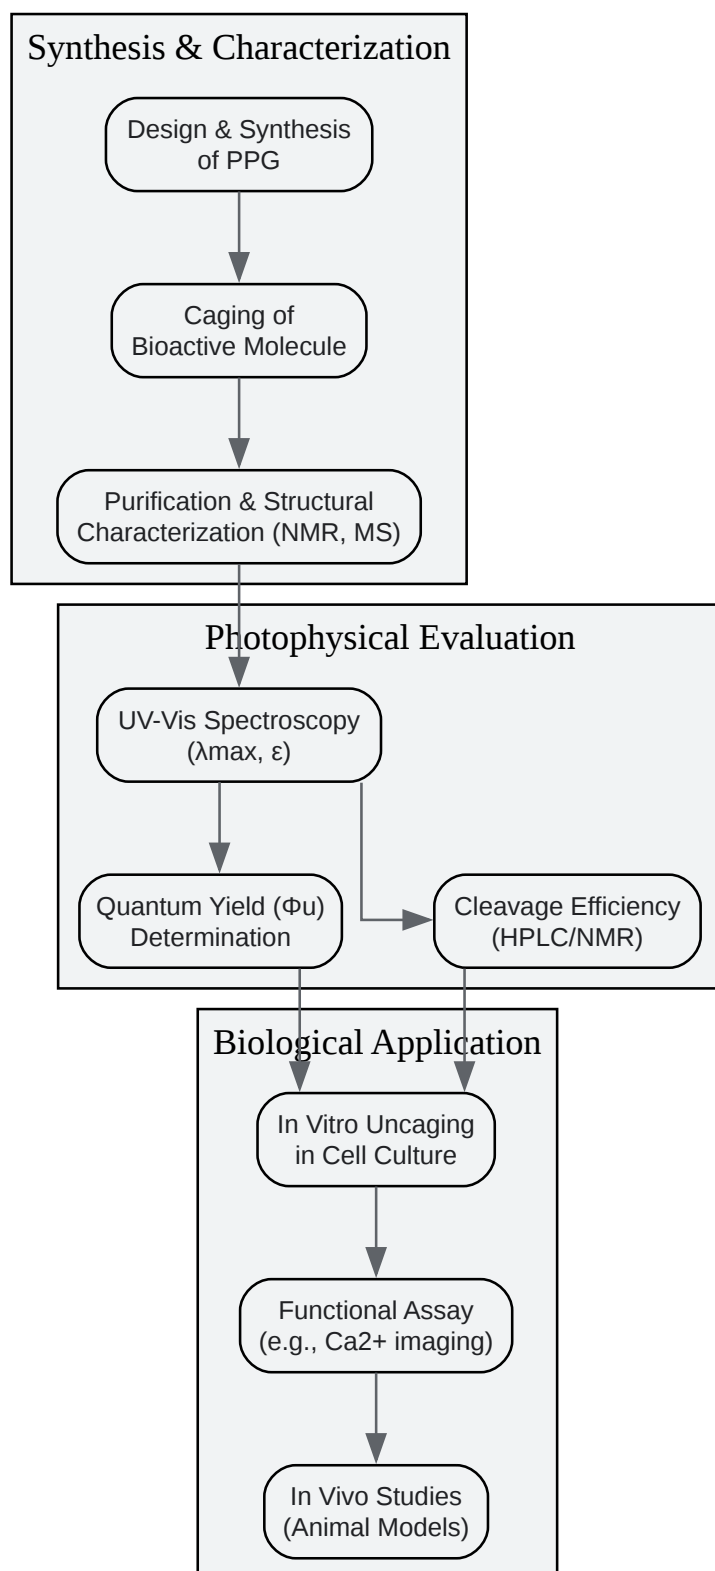 Synthesis & Characterization
Design & Synthesis
of PPG
Caging of
Bioactive Molecule
Purification & Structural
Characterization (NMR, MS)
Photophysical Evaluation
UV-Vis Spectroscopy
(λmax, ε)
Quantum Yield (Φu)
Determination
Cleavage Efficiency
(HPLC/NMR)
Biological Application
In Vitro Uncaging
in Cell Culture
Functional Assay
(e.g., Ca2+ imaging)
In Vivo Studies
(Animal Models)